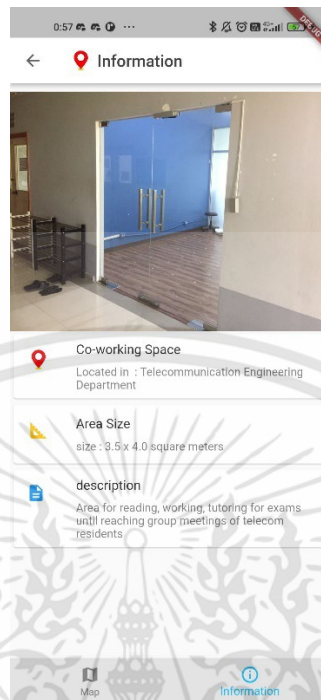 0:57
DEBUG
Information
Co-working Space
Located in : Telecommunication Engineering
Department
Area Size
size : 3.5 x 4.0 square meters
description
Area for reading, working, tutoring for exams
until reaching group meetings of telecom
residents
Map
Information